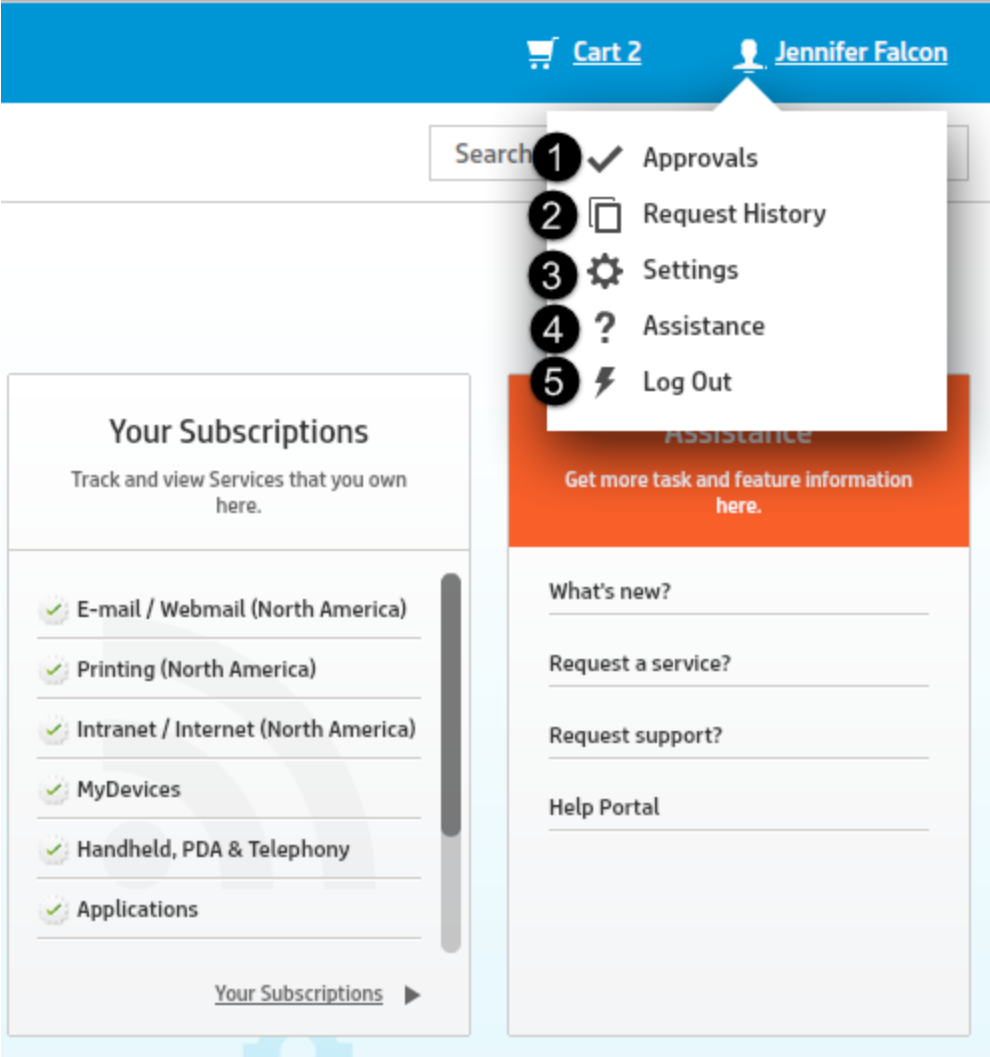 Cart 2
Jennifer Falcon
Search
1 Approvals
2 Request History
3 Settings
4 ? Assistance
5 Log Out
Your Subscriptions
Track and view Services that you own
here.
E-mail / Webmail (North America)
Printing (North America)
Intranet / Internet (North America)
MyDevices
Handheld, PDA & Telephony
Applications
Your Subscriptions
Assistance
Get more task and feature information
here.
What's new?
Request a service?
Request support?
Help Portal